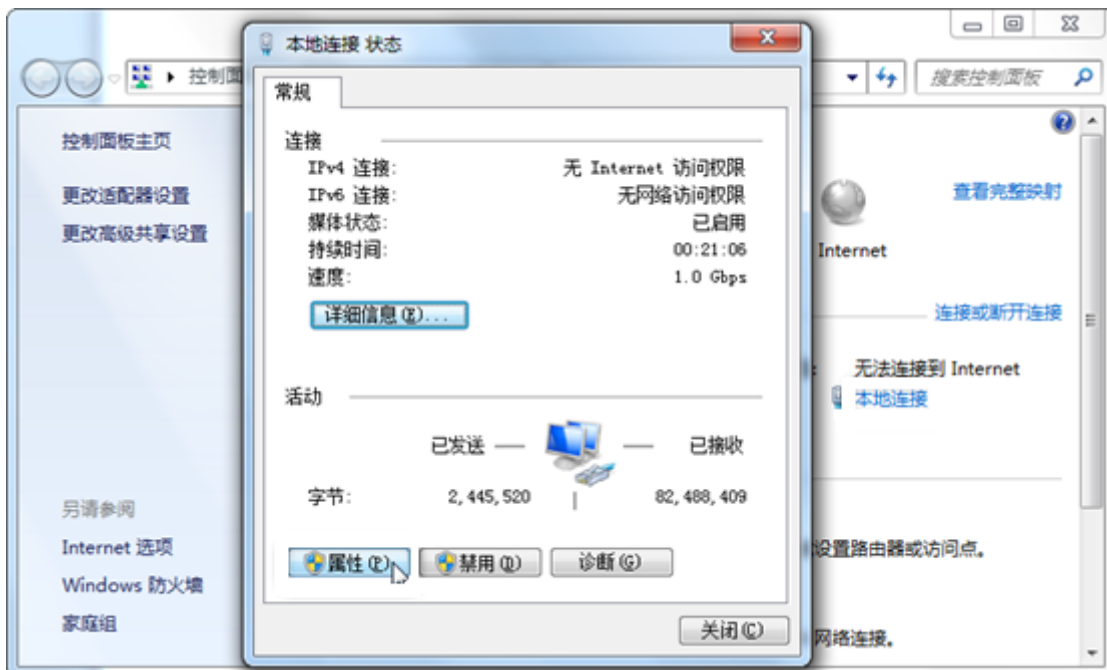 本地连接 状态
控制面
搜索控制面板
常规
控制面板主页
更改适配器设置
更改高级共享设置
连接
IPv4 连接: 无 Internet 访问权限
IPv6 连接: 无网络访问权限
媒体状态: 已启用
持续时间: 00:21:06
速度: 1.0 Gbps
详细信息(E)...
查看完整映射
Internet
连接或断开连接
: 无法连接到 Internet
本地连接
活动
已发送 — — 已接收
字节: 2,445,520 | 82,488,409
属性(P) 禁用(D) 诊断(G)
关闭(C)
另请参阅
Internet 选项
Windows 防火墙
家庭组
设置路由器或访问点。
网络连接。